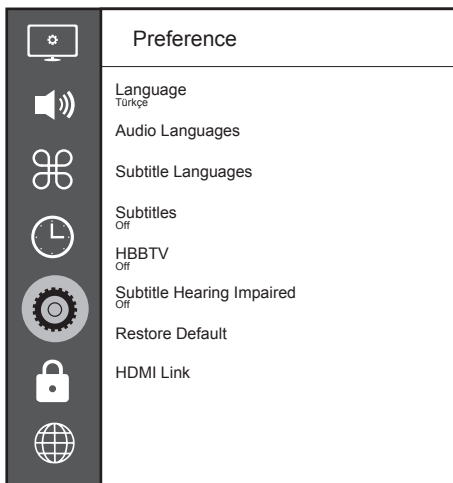 Preference
Language
Türkçe
Audio Languages
Subtitle Languages
Subtitles
Off
HBBTV
Off
Subtitle Hearing Impaired
Off
Restore Default
HDMI Link